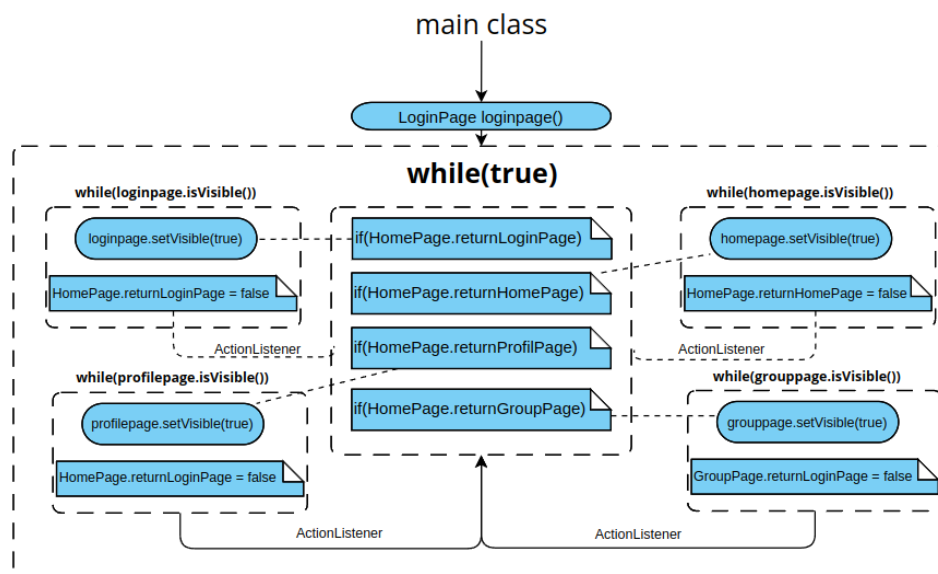 main class
LoginPage loginpage()
while(true)
while(loginpage.isVisible())
loginpage.setVisible(true)
HomePage.returnLoginPage = false
ActionListener
if(HomePage.returnLoginPage)
if(HomePage.returnHomePage)
if(HomePage.returnProfilPage)
if(HomePage.returnGroupPage)
while(homepage.isVisible())
homepage.setVisible(true)
HomePage.returnHomePage = false
ActionListener
while(profilepage.isVisible())
profilepage.setVisible(true)
HomePage.returnLoginPage = false
ActionListener
while(grouppage.isVisible())
grouppage.setVisible(true)
GroupPage.returnLoginPage = false
ActionListener